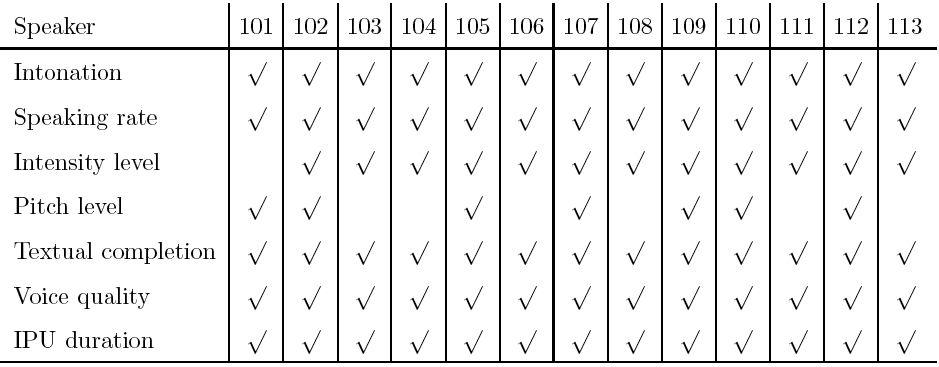 Speaker 101 102 103 104 105 106 107 108 109 110 111 112 113
Intonation √ √ √ √ √ √ √ √ √ √ √ √ √
Speaking rate √ √ √ √ √ √ √ √ √ √ √ √ √
Intensity level √ √ √ √ √ √ √ √ √ √ √ √
Pitch level √ √ √ √ √ √ √
Textual completion √ √ √ √ √ √ √ √ √ √ √ √ √
Voice quality √ √ √ √ √ √ √ √ √ √ √ √ √
IPU duration √ √ √ √ √ √ √ √ √ √ √ √ √